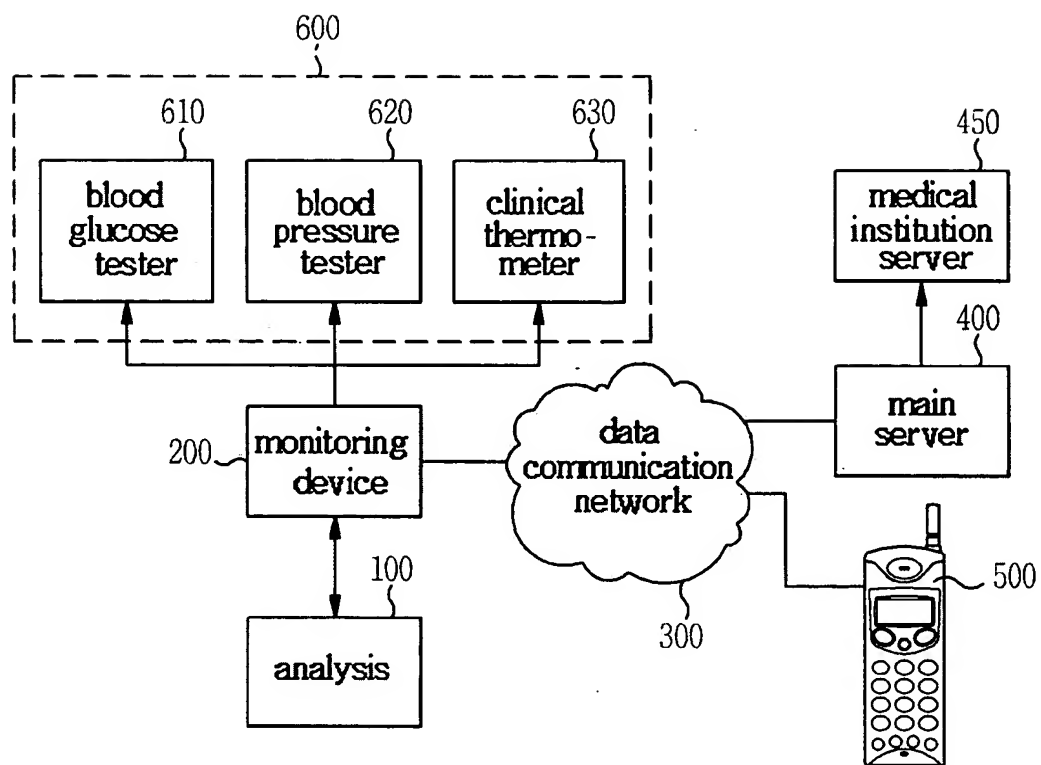 600
610
620
630
blood
glucose
tester
blood
pressure
tester
clinical
thermo-
meter
450
medical
institution
server
400
main
server
200
monitoring
device
data
communication
network
300
100
analysis
500